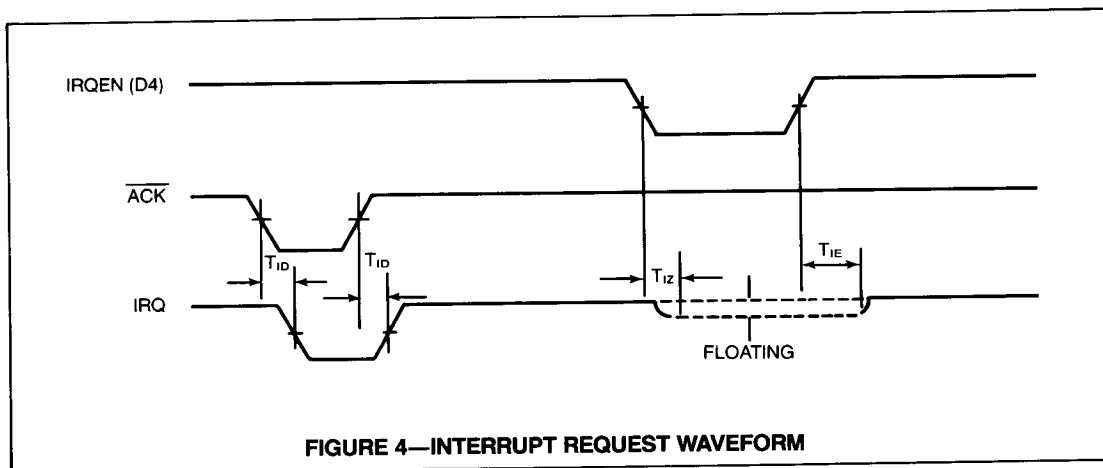 IRQEN (D4)
ACK
TID
TID
IRQ
TIZ
TIE
FLOATING
FIGURE 4—INTERRUPT REQUEST WAVEFORM